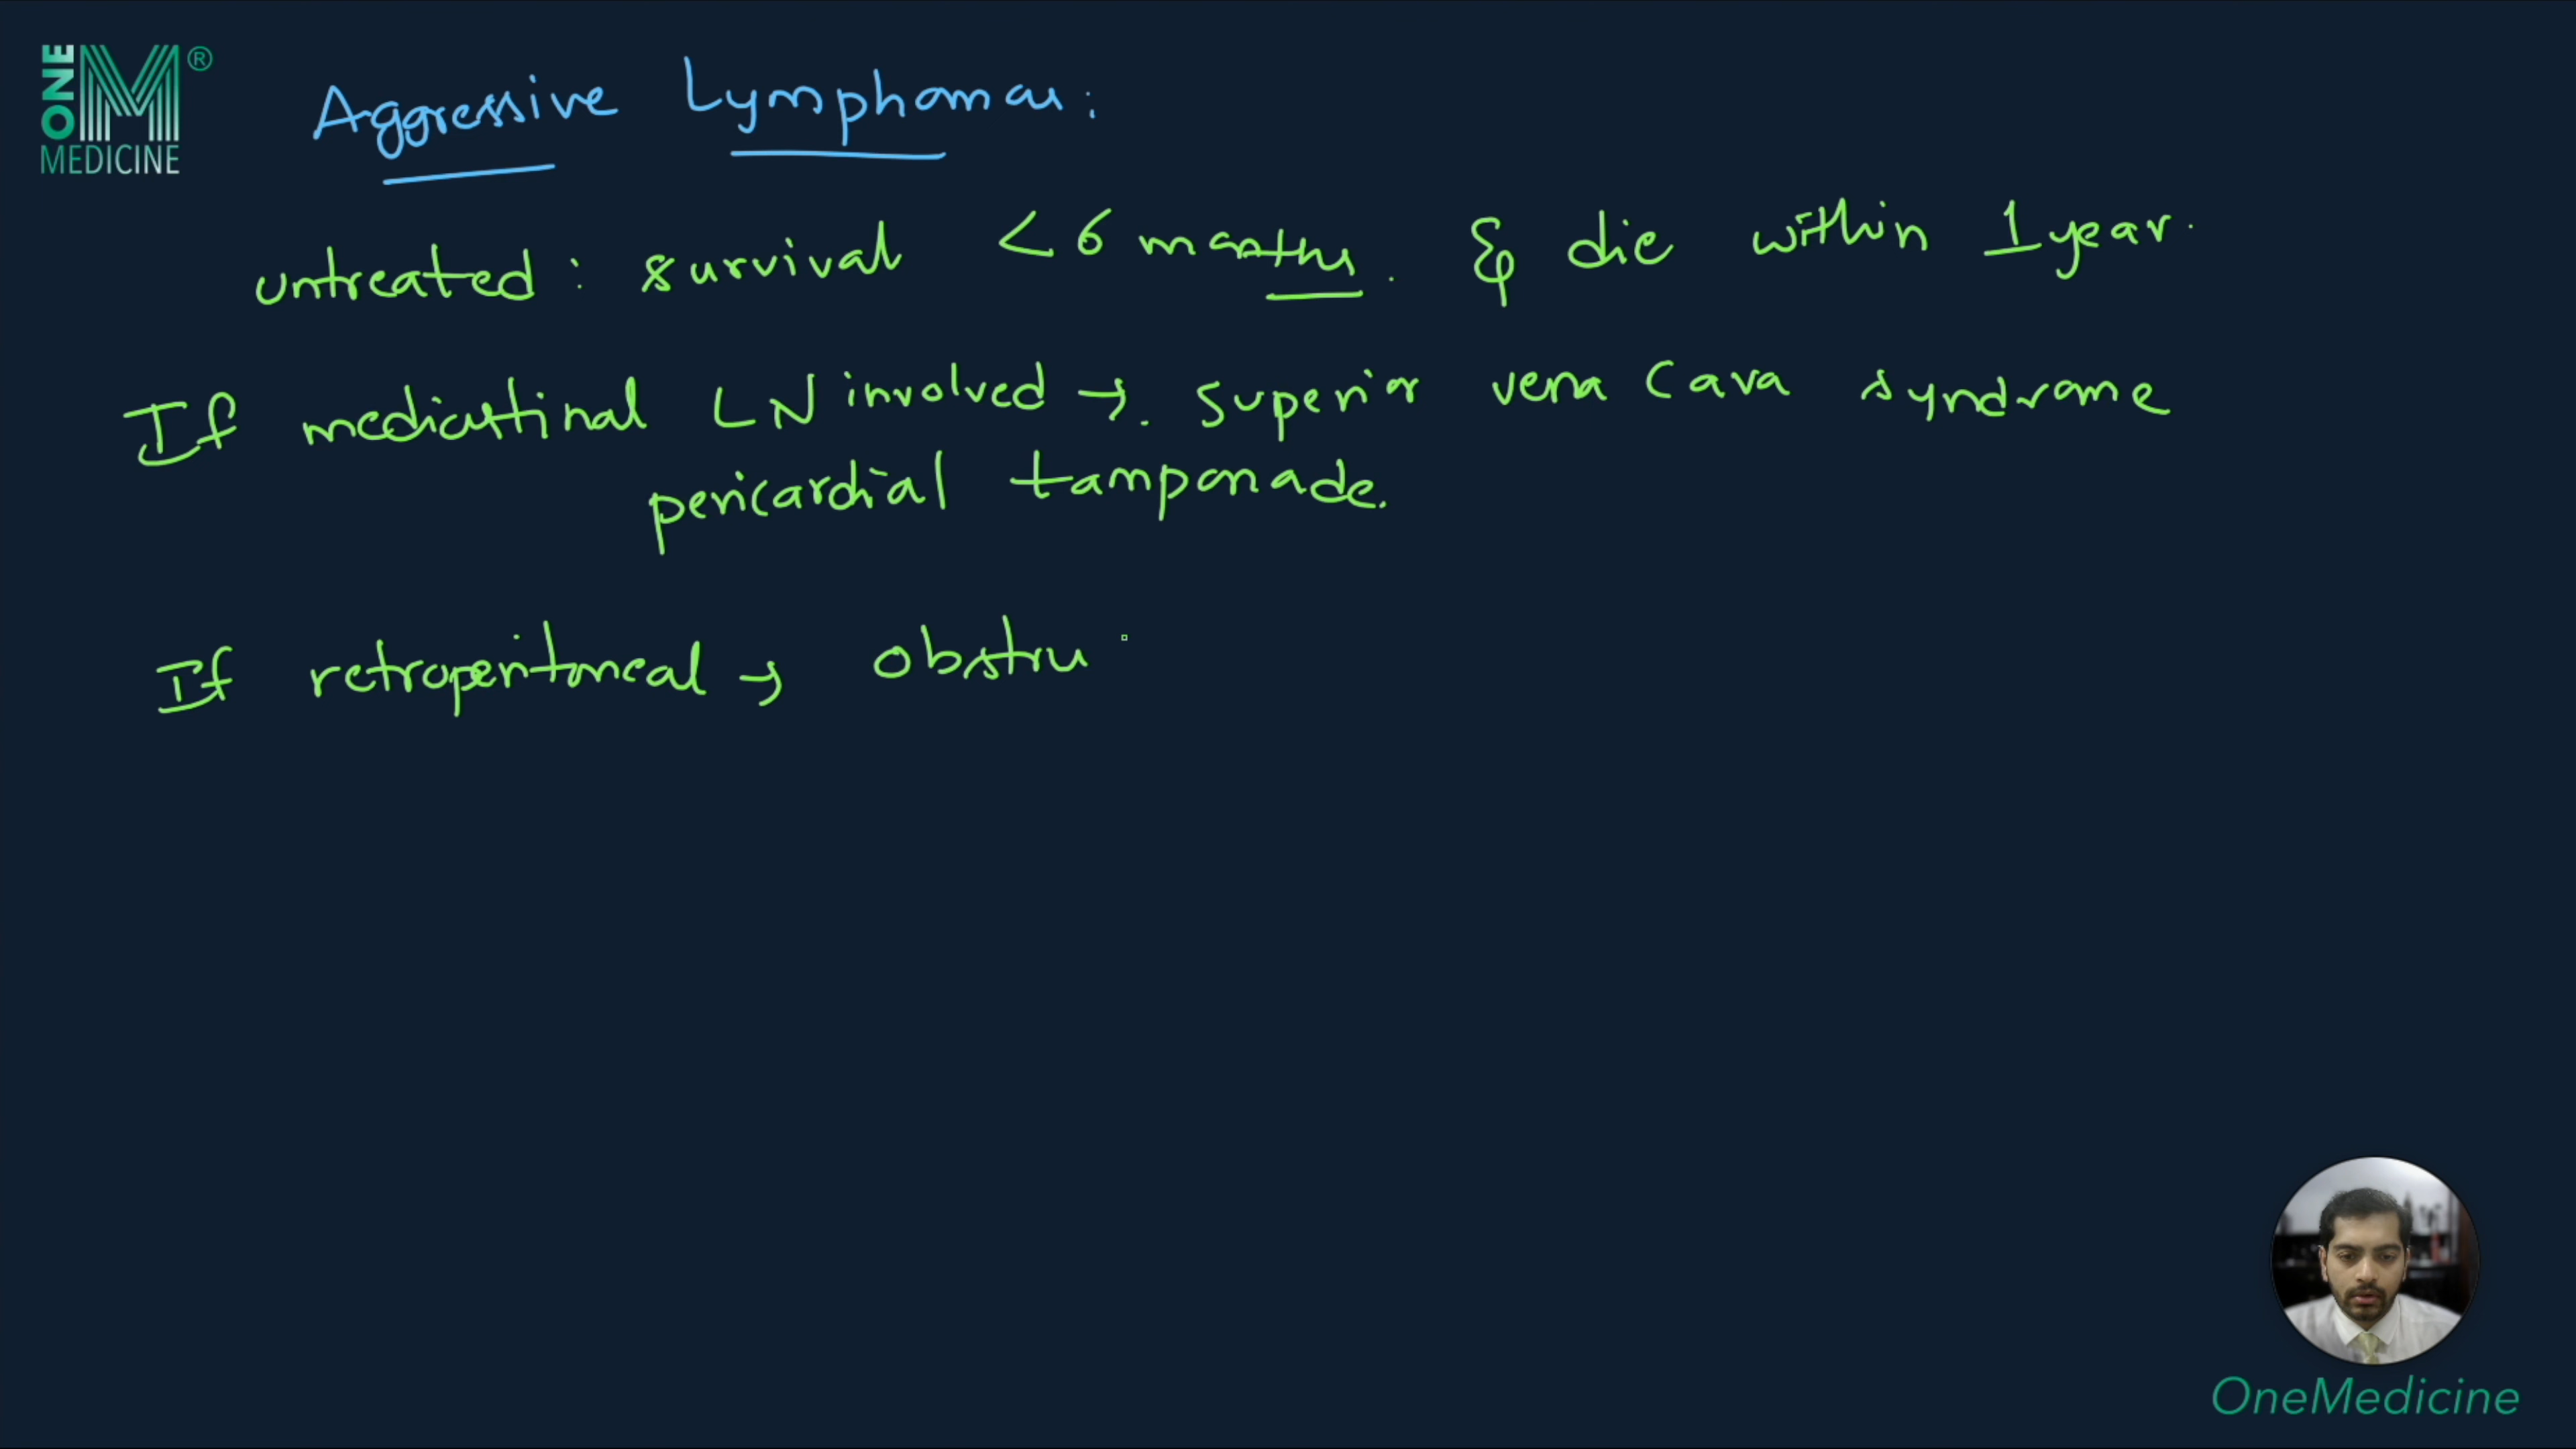 ONE M ®
MEDICINE
Aggressive Lymphomas:
untreated: survival <6 months. & die within 1 year.
If mediastinal LN involved →. superior vena cava syndrome
pericardial tamponade.
If retroperitoneal → obstru
OneMedicine